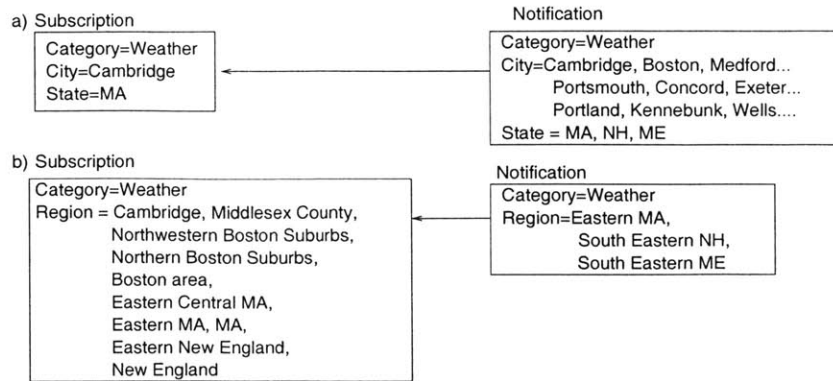 a) Subscription
Category=Weather
City=Cambridge
State=MA
Notification
Category=Weather
City=Cambridge, Boston, Medford...
Portsmouth, Concord, Exeter...
Portland, Kennebunk, Wells....
State = MA, NH, ME
b) Subscription
Category=Weather
Region = Cambridge, Middlesex County,
Northwestern Boston Suburbs,
Northern Boston Suburbs,
Boston area,
Eastern Central MA,
Eastern MA, MA,
Eastern New England,
New England
Notification
Category=Weather
Region=Eastern MA,
South Eastern NH,
South Eastern ME